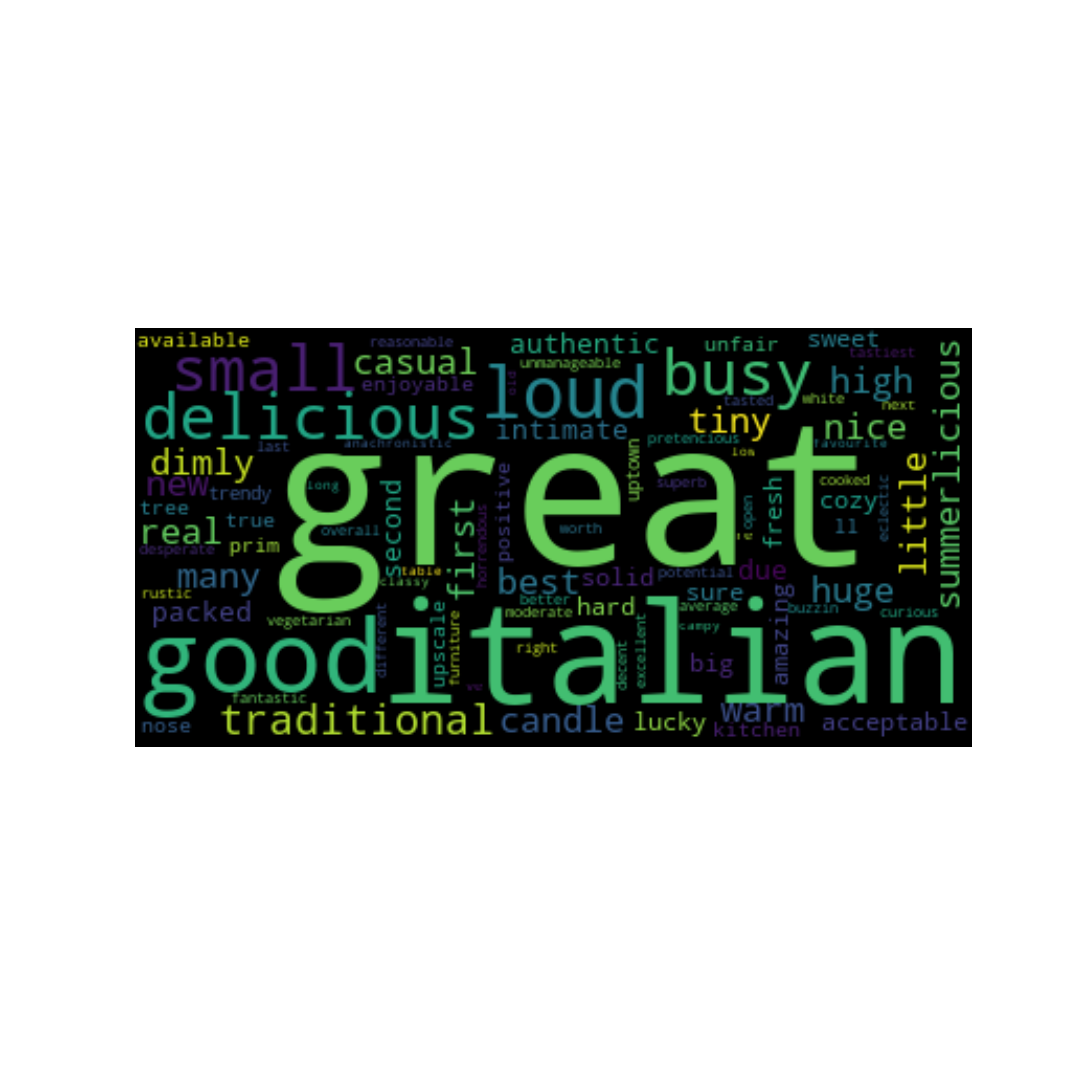 available
reasonable
authentic
unfair
sweet
tastiest
small
casual
unmanageable
enjoyable
old
loud
busy
high
summerlicious
delicious
intimate
tasted
white
next
tiny
nice
last
anachronistic
pretencious
favourite
low
dimly
great
uptown
little
new
trendy
long
second
positive
superb
cooked
cozy
eclectic
tree
true
first
horrendous
open
fresh
ll
real
overall
worth
desperate
prim
many
table
classy
best
solid
potential
due
huge
rustic
packed
vegetarian
different
better
moderate
hard
sure
average
amazing
buzzin
curious
good
italian
upscale
furniture
right
decent
excellent
campy
big
fantastic
nose
traditional
candle
lucky
warm
kitchen
acceptable